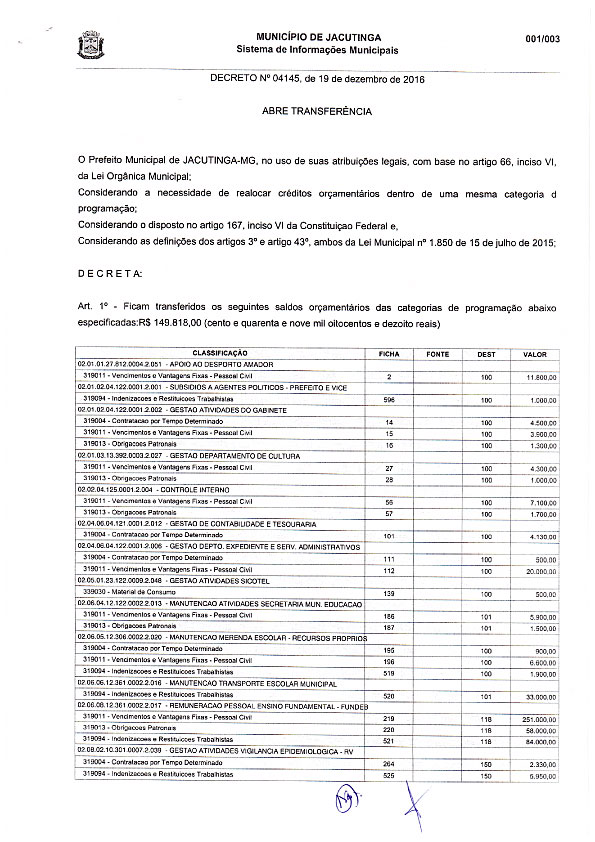 MUNICÍPIO DE JACUTINGA 001/003
Sistema de Informações Municipais
DECRETO Nº 04145, de 19 de dezembro de 2016
ABRE TRANSFERÊNCIA
O Prefeito Municipal de JACUTINGA-MG, no uso de suas atribuições legais, com base no artigo 66, inciso VI,
da Lei Orgânica Municipal;
Considerando a necessidade de realocar créditos orçamentários dentro de uma mesma categoria d
programação;
Considerando o disposto no artigo 167, inciso VI da Constituiçao Federal e,
Considerando as definições dos artigos 3º e artigo 43º, ambos da Lei Municipal nº 1.850 de 15 de julho de 2015;
D E C R E T A:
Art. 1º - Ficam transferidos os seguintes saldos orçamentários das categorias de programação abaixo
especificadas:R$ 149.818,00 (cento e quarenta e nove mil oitocentos e dezoito reais)
CLASSIFICAÇÃO FICHA FONTE DEST VALOR
02.01.01.27.812.0004.2.051 - APOIO AO DESPORTO AMADOR
319011 - Vencimentos e Vantagens Fixas - Pessoal Civil 2 100 11.800,00
02.01.02.04.122.0001.2.001 - SUBSIDIOS A AGENTES POLITICOS - PREFEITO E VICE
319094 - Indenizacoes e Restituicoes Trabalhistas 596 100 1.000,00
02.01.02.04.122.0001.2.002 - GESTAO ATIVIDADES DO GABINETE
319004 - Contratacao por Tempo Determinado 14 100 4.500,00
319011 - Vencimentos e Vantagens Fixas - Pessoal Civil 15 100 3.900,00
319013 - Obrigacoes Patronais 16 100 1.300,00
02.01.03.13.392.0003.2.027 - GESTAO DEPARTAMENTO DE CULTURA
319011 - Vencimentos e Vantagens Fixas - Pessoal Civil 27 100 4.300,00
319013 - Obrigacoes Patronais 28 100 1.000,00
02.02.04.125.0001.2.004 - CONTROLE INTERNO
319011 - Vencimentos e Vantagens Fixas - Pessoal Civil 56 100 7.100,00
319013 - Obrigacoes Patronais 57 100 1.700,00
02.04.06.04.121.0001.2.012 - GESTAO DE CONTABILIDADE E TESOURARIA
319004 - Contratacao por Tempo Determinado 101 100 4.130,00
02.04.06.04.122.0001.2.006 - GESTAO DEPTO. EXPEDIENTE E SERV. ADMINISTRATIVOS
319004 - Contratacao por Tempo Determinado 111 100 500,00
319011 - Vencimentos e Vantagens Fixas - Pessoal Civil 112 100 20.000,00
02.05.01.23.122.0009.2.048 - GESTAO ATIVIDADES SICOTEL
339030 - Material de Consumo 139 100 500,00
02.06.04.12.122.0002.2.013 - MANUTENCAO ATIVIDADES SECRETARIA MUN. EDUCACAO
319011 - Vencimentos e Vantagens Fixas - Pessoal Civil 186 101 5.900,00
319013 - Obrigacoes Patronais 187 101 1.500,00
02.06.05.12.306.0002.2.020 - MANUTENCAO MERENDA ESCOLAR - RECURSOS PROPRIOS
319004 - Contratacao por Tempo Determinado 195 100 900,00
319011 - Vencimentos e Vantagens Fixas - Pessoal Civil 196 100 6.600,00
319094 - Indenizacoes e Restituicoes Trabalhistas 519 100 1.900,00
02.06.06.12.361.0002.2.016 - MANUTENCAO TRANSPORTE ESCOLAR MUNICIPAL
319094 - Indenizacoes e Restituicoes Trabalhistas 520 101 33.000,00
02.06.08.12.361.0002.2.017 - REMUNERACAO PESSOAL ENSINO FUNDAMENTAL - FUNDEB
319011 - Vencimentos e Vantagens Fixas - Pessoal Civil 219 118 251.000,00
319013 - Obrigacoes Patronais 220 118 58.000,00
319094 - Indenizacoes e Restituicoes Trabalhistas 521 118 84.000,00
02.08.02.10.301.0007.2.039 - GESTAO ATIVIDADES VIGILANCIA EPIDEMIOLOGICA - RV
319004 - Contratacao por Tempo Determinado 264 150 2.330,00
319094 - Indenizacoes e Restituicoes Trabalhistas 525 150 5.950,00